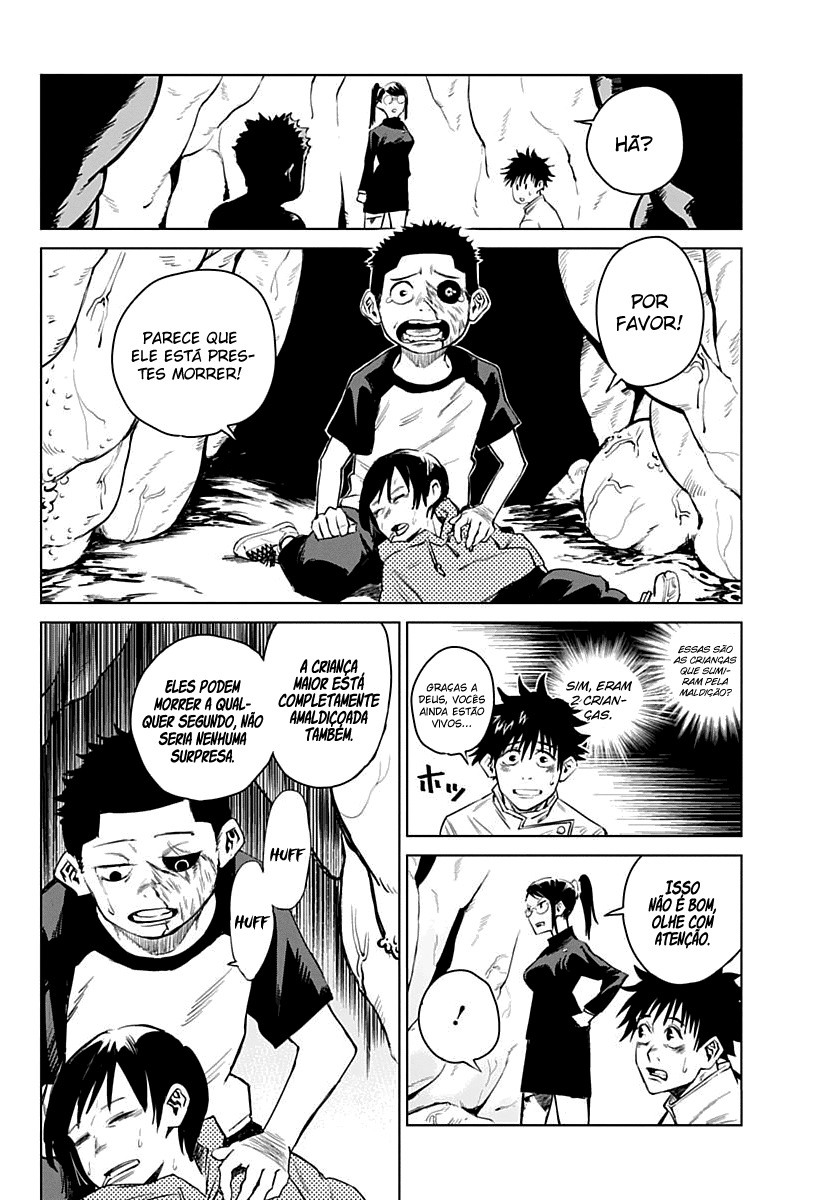 HÃ?
POR
FAVOR!
PARECE QUE
ELE ESTÁ PRES-
TES MORRER!
ESSAS SÃO
AS CRIANÇAS
QUE SUMI-
RAM PELA
MALDIÇÃO?
SIM, ERAM
2 CRIAN-
ÇAS.
GRAÇAS A
DEUS, VOCÊS
AINDA ESTÃO
VIVOS...
ホッ
ISSO
NÃO É BOM,
OLHE COM
ATENÇÃO.
!
A CRIANÇA
MAIOR ESTÁ
COMPLETAMENTE
AMALDIÇOADA
TAMBÉM.
ELES PODEM
MORRER A QUAL-
QUER SEGUNDO, NÃO
SERIA NENHUMA
SURPRESA.
HUFF
HUFF